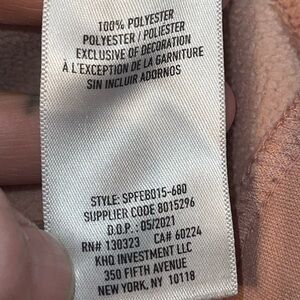 100% POLYESTER
POLYESTER / POLIÉSTER
EXCLUSIVE OF DECORATION
À L'EXCEPTION DE LA GARNITURE
SIN INCLUIR ADORNOS
STYLE: SPFEB015-680
SUPPLIER CODE 8015296
D.O.P. : 05/2021
RN# 130323 CA# 60224
KHQ INVESTMENT LLC
350 FIFTH AVENUE
NEW YORK, NY 10118